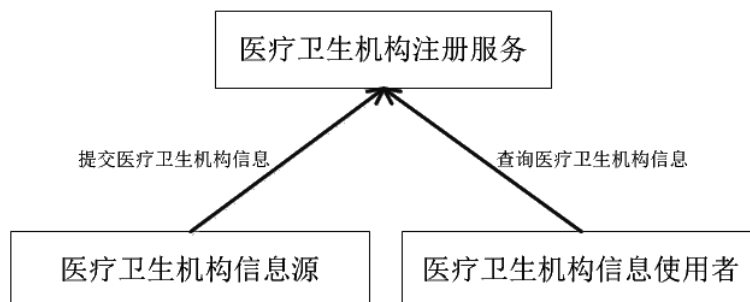 医疗卫生机构注册服务
提交医疗卫生机构信息
查询医疗卫生机构信息
医疗卫生机构信息源
医疗卫生机构信息使用者